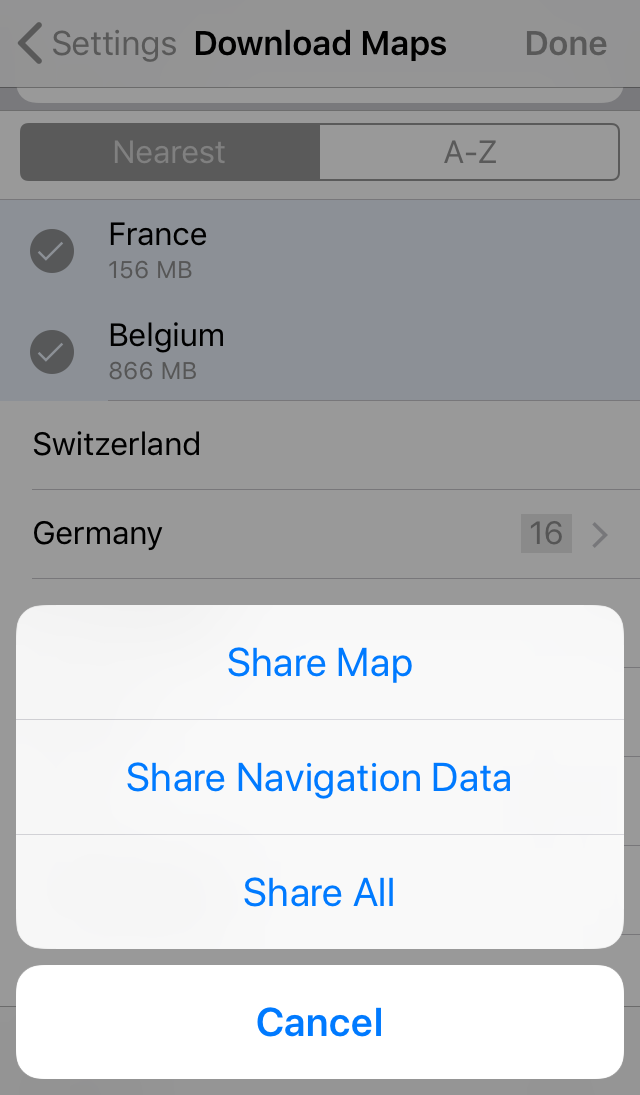 Settings Download Maps Done
Nearest A-Z
France
156 MB
Belgium
866 MB
Switzerland
Germany 16
Share Map
Share Navigation Data
Share All
Cancel